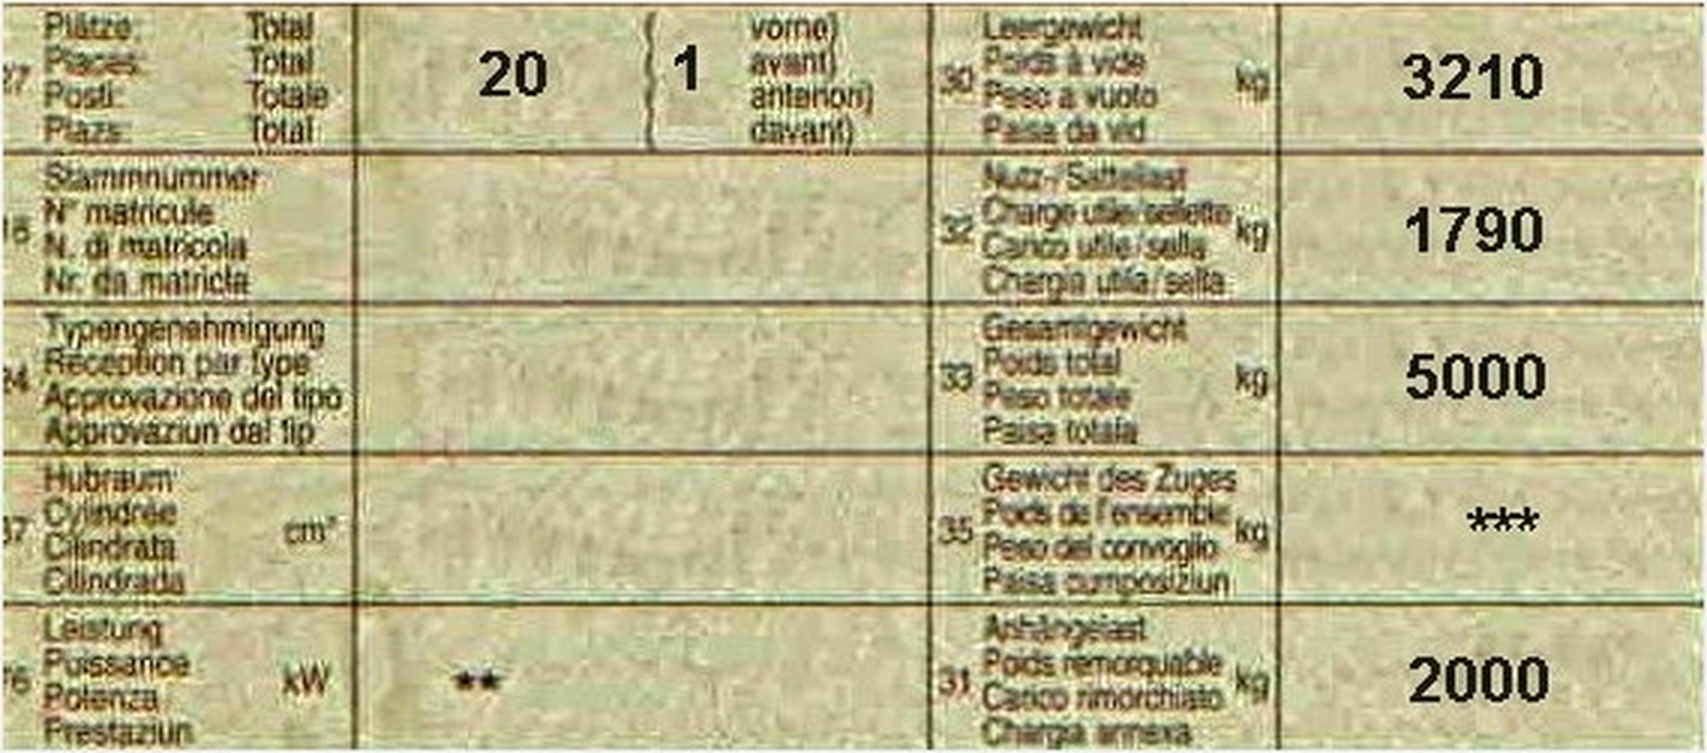 Plätze: Total 20 ( 1 vorne)
Places: Total avant)
Posti: Totale anteriori)
Plazs: Total davant)
30 Leergewicht
Poids à vide
Peso a vuoto
Paisa da vid
kg 3210
Stammnummer
N° matricule
N. di matricola
Nr. da matricla
32 Nutz-/Sattellast
Charge utile/sellette
Carico utile/sella
Chargia utila/sella
kg 1790
Typengenehmigung
Réception par type
Approvazione del tipo
Approvaziun dal tip
33 Gesamtgewicht
Poids total
Peso totale
Paisa totala
kg 5000
Hubraum
Cylindrée
Cilindrata
Cilindrada
cm³
35 Gewicht des Zuges
Poids de l'ensemble
Peso del convoglio
Paisa cumposiziun
kg ***
Leistung
Puissance
Potenza
Prestaziun
kW **
31 Anhängelast
Poids remorquable
Carico rimorchiato
Chargia annexa
kg 2000